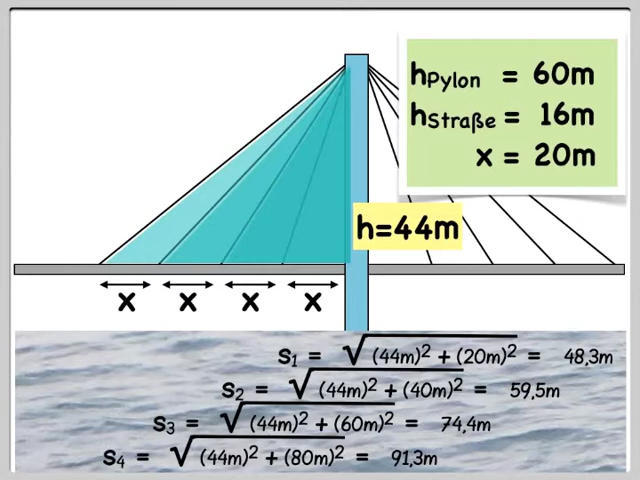 hPylon = 60m
hStraße = 16m
x = 20m
h=44m
x x x x
s₁ = √(44m)² + (20m)² = 48,3m
s₂ = √(44m)² + (40m)² = 59,5m
s₃ = √(44m)² + (60m)² = 74,4m
s₄ = √(44m)² + (80m)² = 91,3m